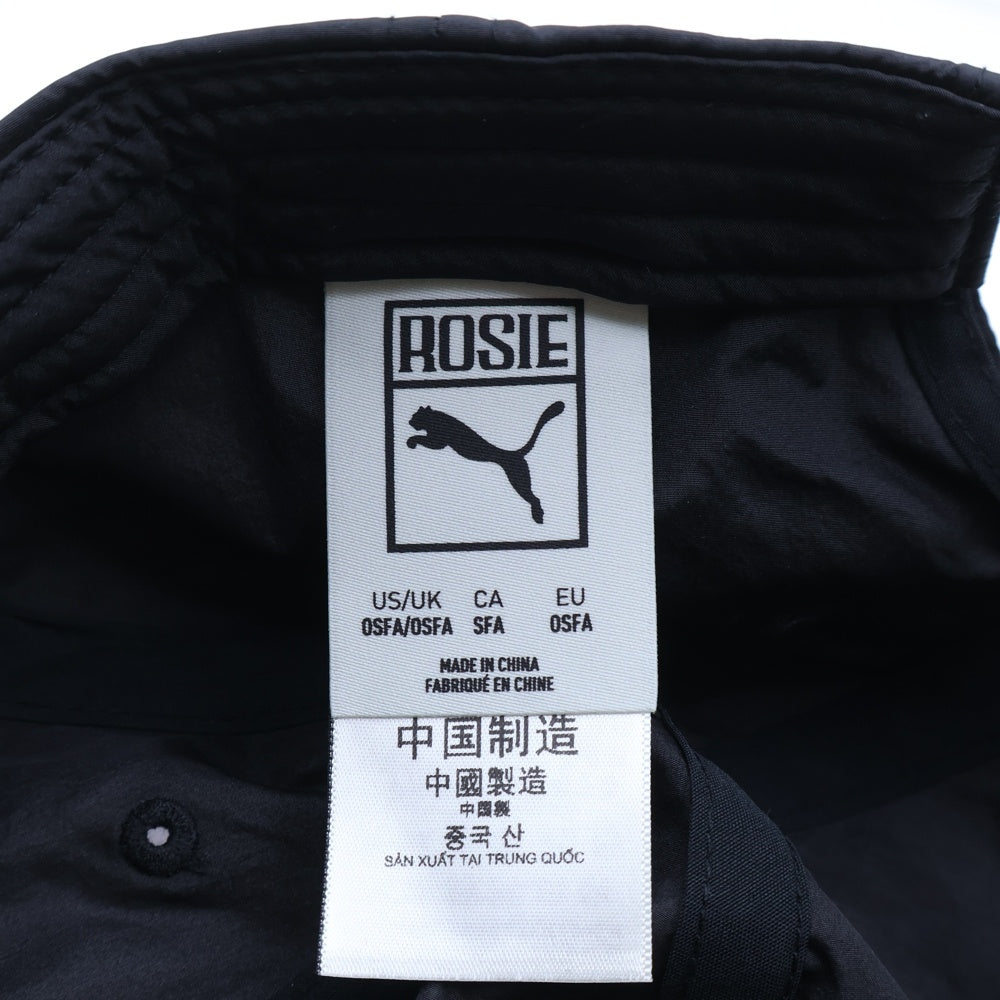 ROSIE
US/UK CA EU
OSFA/OSFA SFA OSFA
MADE IN CHINA
FABRIQUÉ EN CHINE
中国制造
中國製造
中国製
중국 산
SẢN XUẤT TẠI TRUNG QUỐC